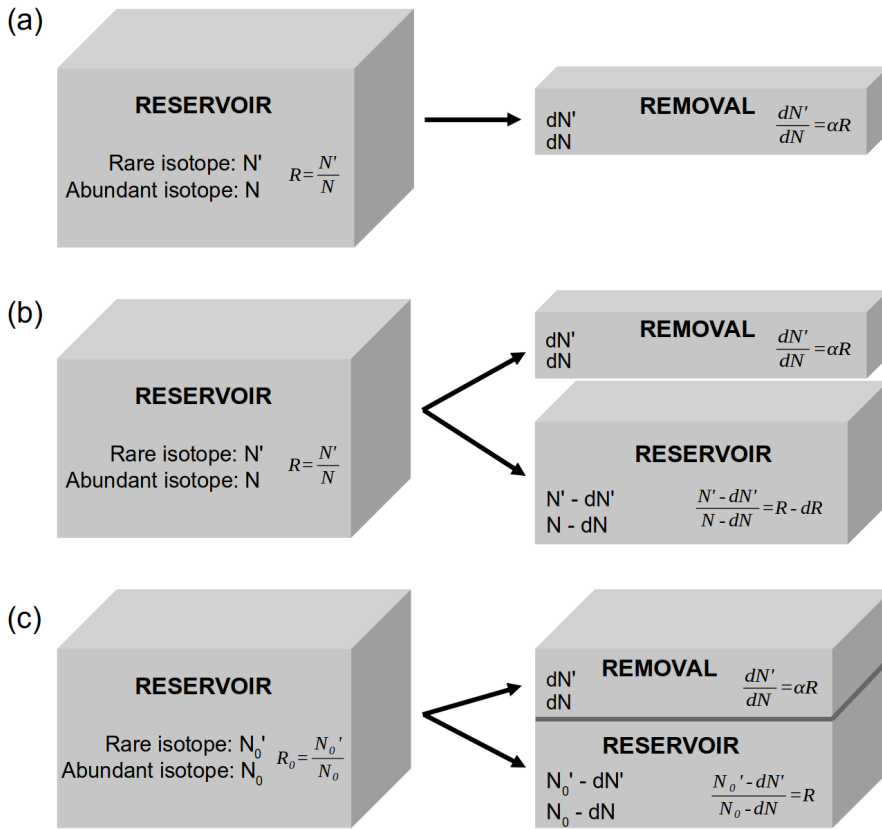 (a)
RESERVOIR
Rare isotope: N'
Abundant isotope: N
R = N'/N
REMOVAL
dN'
dN
dN'/dN = αR
(b)
RESERVOIR
Rare isotope: N'
Abundant isotope: N
R = N'/N
REMOVAL
dN'
dN
dN'/dN = αR
RESERVOIR
N' - dN'
N - dN
N' - dN'/N - dN = R - dR
(c)
RESERVOIR
Rare isotope: N₀'
Abundant isotope: N₀
R₀ = N₀'/N₀
REMOVAL
dN'
dN
dN'/dN = αR
RESERVOIR
N₀' - dN'
N₀ - dN
N₀' - dN'/N₀ - dN = R